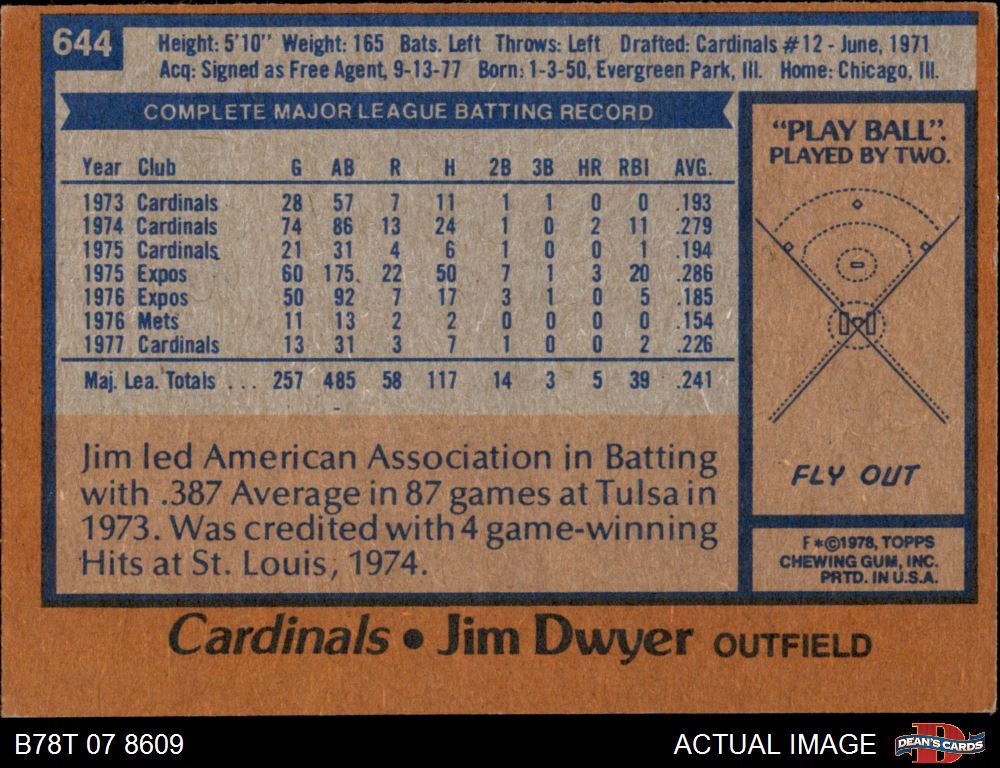 644
Height: 5'10" Weight: 165 Bats. Left Throws: Left Drafted: Cardinals #12 - June, 1971
Acq: Signed as Free Agent, 9-13-77 Born: 1-3-50, Evergreen Park, Ill. Home: Chicago, Ill.
COMPLETE MAJOR LEAGUE BATTING RECORD
Year Club G AB R H 2B 3B HR RBI AVG.
1973 Cardinals 28 57 7 11 1 1 0 0 .193
1974 Cardinals 74 86 13 24 1 0 2 11 .279
1975 Cardinals 21 31 4 6 1 0 0 1 .194
1975 Expos 60 175. 22 50 7 1 3 20 .286
1976 Expos 50 92 7 17 3 1 0 5 .185
1976 Mets 11 13 2 2 0 0 0 0 .154
1977 Cardinals 13 31 3 7 1 0 0 2 .226
Maj. Lea. Totals ... 257 485 58 117 14 3 5 39 .241
Jim led American Association in Batting
with .387 Average in 87 games at Tulsa in
1973. Was credited with 4 game-winning
Hits at St. Louis, 1974.
"PLAY BALL".
PLAYED BY TWO.
FLY OUT
F*©1978, TOPPS
CHEWING GUM, INC.
PRTD. IN U.S.A.
Cardinals • Jim Dwyer OUTFIELD
B78T 07 8609
ACTUAL IMAGE
DEAN'S CARDS